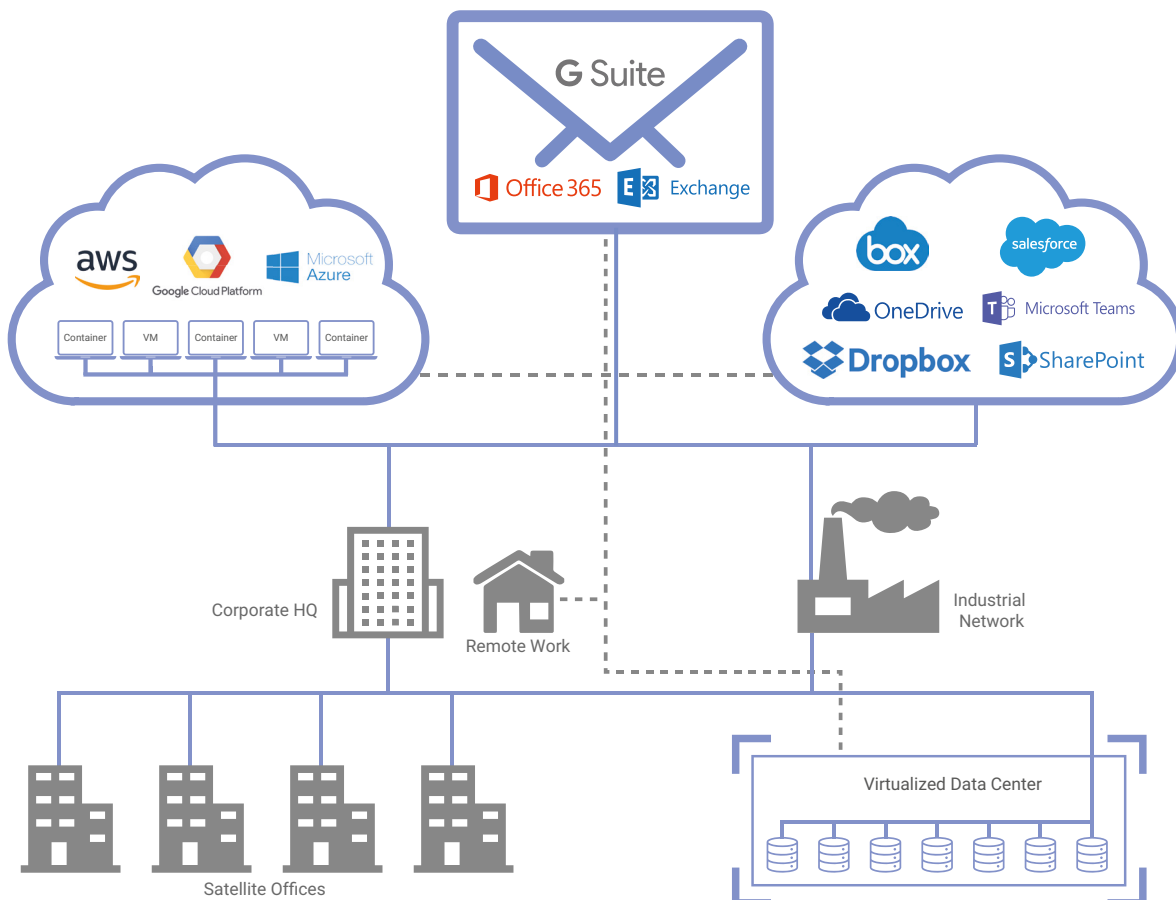 G Suite
Office 365
E
Exchange
aws
Google Cloud Platform
Microsoft
Azure
Container
VM
Container
VM
Container
box
salesforce
OneDrive
T
Microsoft Teams
Dropbox
S
SharePoint
Corporate HQ
Remote Work
Industrial
Network
Virtualized Data Center
Satellite Offices